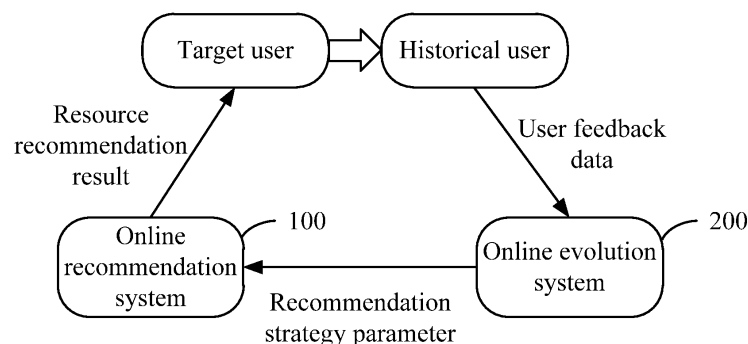 Target user
Historical user
Resource
recommendation
result
User feedback
data
100
Online
recommendation
system
200
Online evolution
system
Recommendation
strategy parameter